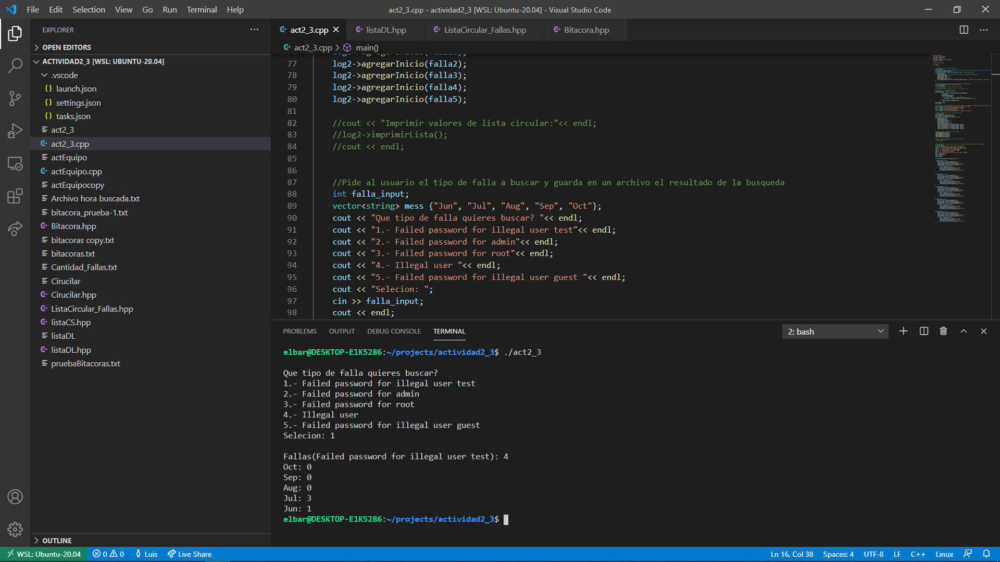 File Edit Selection View Go Run Terminal Help
act2_3.cpp - actividad2_3 [WSL: Ubuntu-20.04] - Visual Studio Code
EXPLORER
OPEN EDITORS
ACTIVIDAD2_3 [WSL: UBUNTU-20.04]
.vscode
launch.json
settings.json
tasks.json
act2_3
act2_3.cpp
actEquipo
actEquipo.cpp
actEquipocopy
Archivo hora buscada.txt
bitacora_prueba-1.txt
Bitacora.hpp
bitacoras copy.txt
bitacoras.txt
Cantidad_Fallas.txt
Cirucilar
Cirucilar.hpp
ListaCircular_Fallas.hpp
listaCS.hpp
listaDL
listaDL.hpp
pruebaBitacoras.txt
OUTLINE
act2_3.cpp listaDL.hpp ListaCircular_Fallas.hpp Bitacora.hpp
act2_3.cpp > main()
77 log2->agregarInicio(falla2);
78 log2->agregarInicio(falla3);
79 log2->agregarInicio(falla4);
80 log2->agregarInicio(falla5);
81
82 //cout << "Imprimir valores de lista circular:"<< endl;
83 //log2->imprimirLista();
84 //cout << endl;
85
86
87 //Pide al usuario el tipo de falla a buscar y guarda en un archivo el resultado de la busqueda
88 int falla_input;
89 vector<string> mess {"Jun", "Jul", "Aug", "Sep", "Oct"};
90 cout << "Que tipo de falla quieres buscar? "<< endl;
91 cout << "1.- Failed password for illegal user test"<< endl;
92 cout << "2.- Failed password for admin"<< endl;
93 cout << "3.- Failed password for root"<< endl;
94 cout << "4.- Illegal user "<< endl;
95 cout << "5.- Failed password for illegal user guest "<< endl;
96 cout << "Selecion: ";
97 cin >> falla_input;
98 cout << endl;
PROBLEMS OUTPUT DEBUG CONSOLE TERMINAL
2: bash
elbar@DESKTOP-E1K5286:~/projects/actividad2_3$ ./act2_3
Que tipo de falla quieres buscar?
1.- Failed password for illegal user test
2.- Failed password for admin
3.- Failed password for root
4.- Illegal user
5.- Failed password for illegal user guest
Selecion: 1
Fallas(Failed password for illegal user test): 4
Oct: 0
Sep: 0
Aug: 0
Jul: 3
Jun: 1
elbar@DESKTOP-E1K5286:~/projects/actividad2_3$
WSL: Ubuntu-20.04 0 0 Luis Live Share
Ln 16, Col 38 Spaces: 4 UTF-8 LF C++ Linux